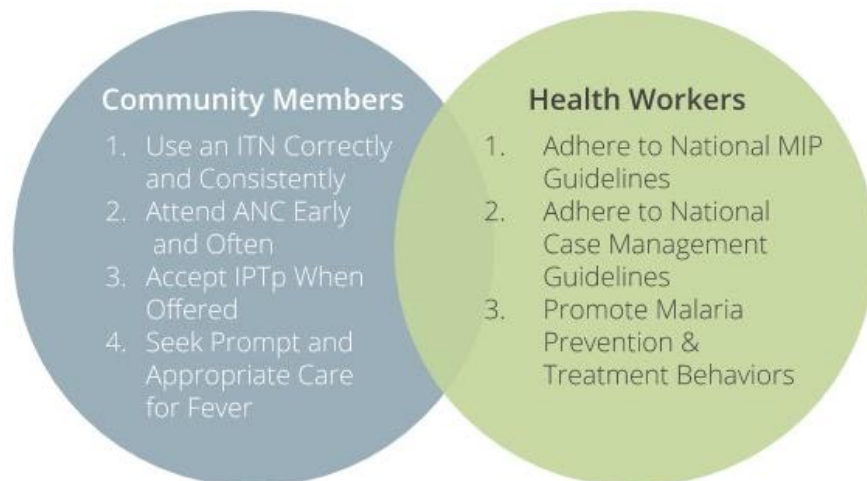 Community Members
1. Use an ITN Correctly
and Consistently
2. Attend ANC Early
and Often
3. Accept IPTp When
Offered
4. Seek Prompt and
Appropriate Care
for Fever
Health Workers
1. Adhere to National MIP
Guidelines
2. Adhere to National
Case Management
Guidelines
3. Promote Malaria
Prevention &
Treatment Behaviors